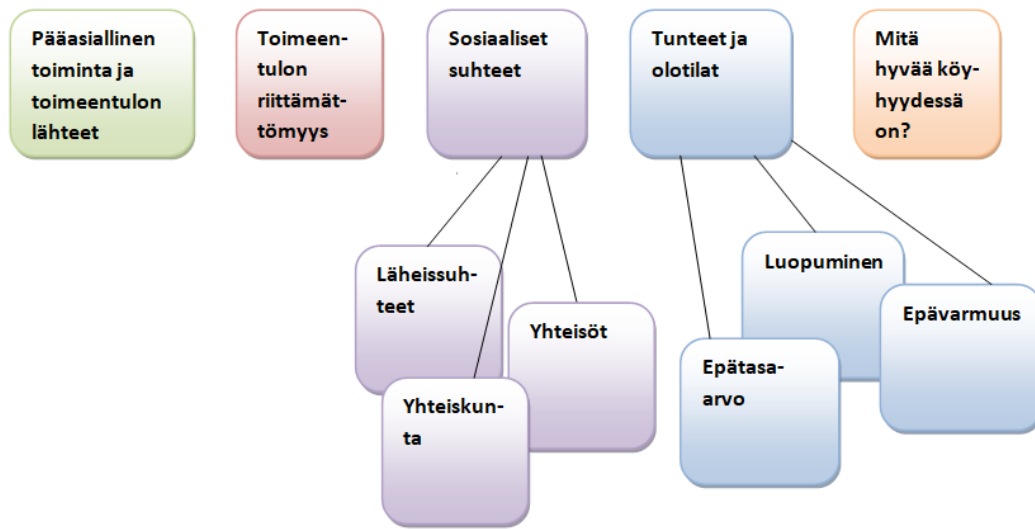 Pääasiallinen
toiminta ja
toimeentulon
lähteet
Toimeen-
tulon
riittämät-
tömyys
Sosiaaliset
suhteet
Tunteet ja
olotilat
Mitä
hyvää köy-
hyydessä
on?
Läheissuh-
teet
Yhteisöt
Yhteiskun-
ta
Luopuminen
Epävarmuus
Epätasa-
arvo